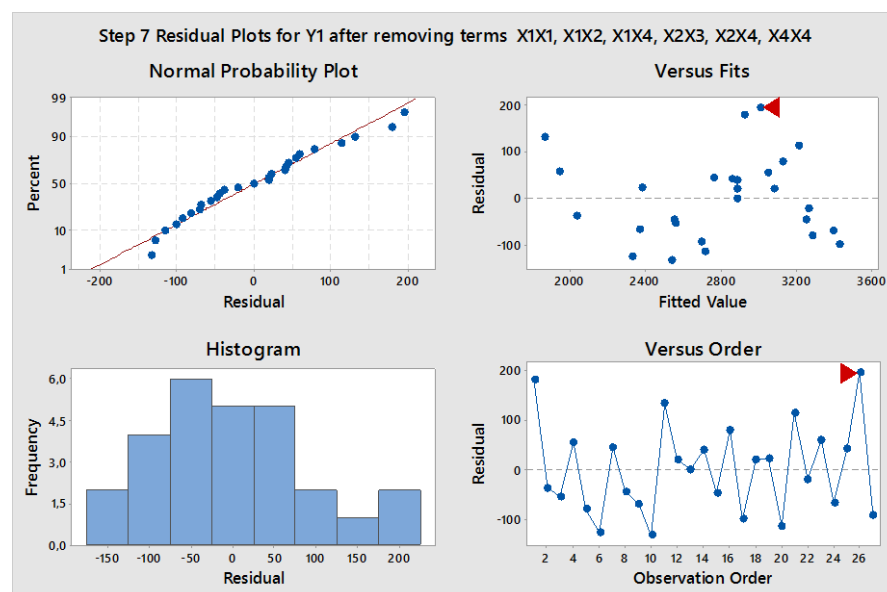 Step 7 Residual Plots for Y1 after removing terms X1X1, X1X2, X1X4, X2X3, X2X4, X4X4
Normal Probability Plot
99
90
50
10
1
Percent
-200 -100 0 100 200
Residual
Versus Fits
200
100
0
-100
Residual
2000 2400 2800 3200 3600
Fitted Value
Histogram
6,0
4,5
3,0
1,5
0,0
Frequency
-150 -100 -50 0 50 100 150 200
Residual
Versus Order
200
100
0
-100
Residual
2 4 6 8 10 12 14 16 18 20 22 24 26
Observation Order